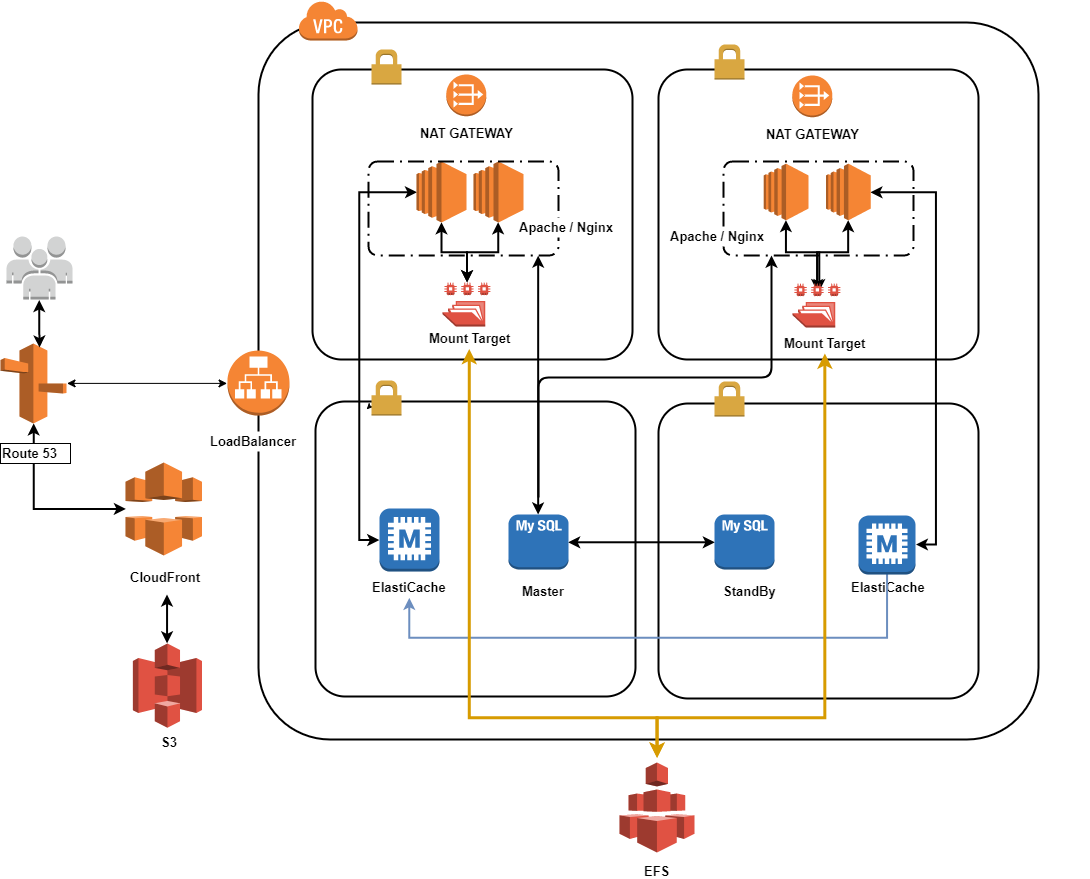 VPC
NAT GATEWAY
NAT GATEWAY
Apache / Nginx
Apache / Nginx
Mount Target
Mount Target
LoadBalancer
Route 53
My SQL
My SQL
M
M
CloudFront
ElastiCache
Master
StandBy
ElastiCache
S3
EFS